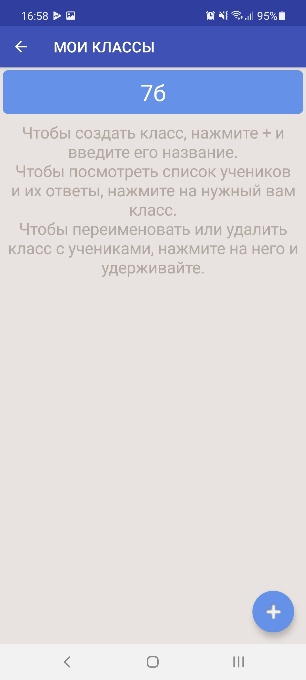 16:58 95%
МОИ КЛАССЫ
7б
Чтобы создать класс, нажмите + и
введите его название.
Чтобы посмотреть список учеников
и их ответы, нажмите на нужный вам
класс.
Чтобы переименовать или удалить
класс с учениками, нажмите на него и
удерживайте.
+